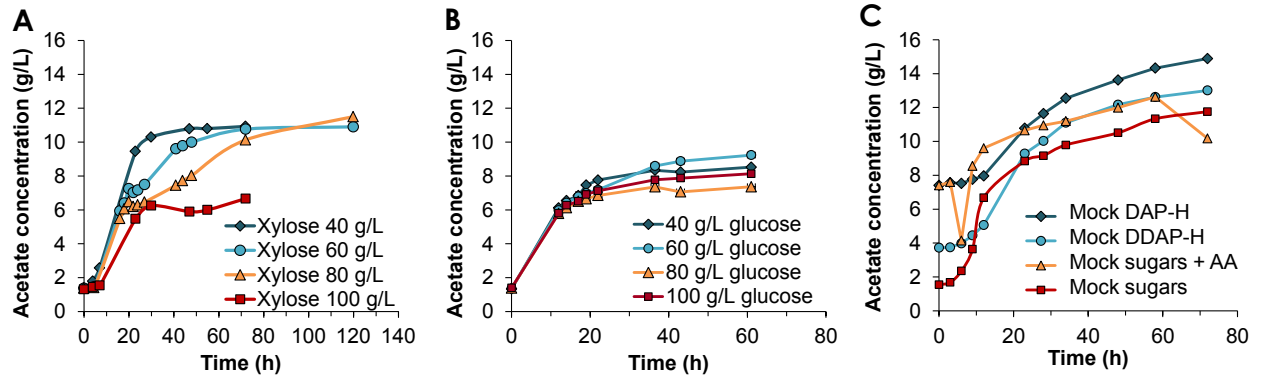 A
Acetate concentration (g/L)
16
14
12
10
8
6
4
2
0
0 20 40 60 80 100 120 140
Time (h)
Xylose 40 g/L
Xylose 60 g/L
Xylose 80 g/L
Xylose 100 g/L
B
Acetate concentration (g/L)
16
14
12
10
8
6
4
2
0
0 20 40 60 80
Time (h)
40 g/L glucose
60 g/L glucose
80 g/L glucose
100 g/L glucose
C
Acetate concentration (g/L)
16
14
12
10
8
6
4
2
0
0 20 40 60 80
Time (h)
Mock DAP-H
Mock DDAP-H
Mock sugars + AA
Mock sugars